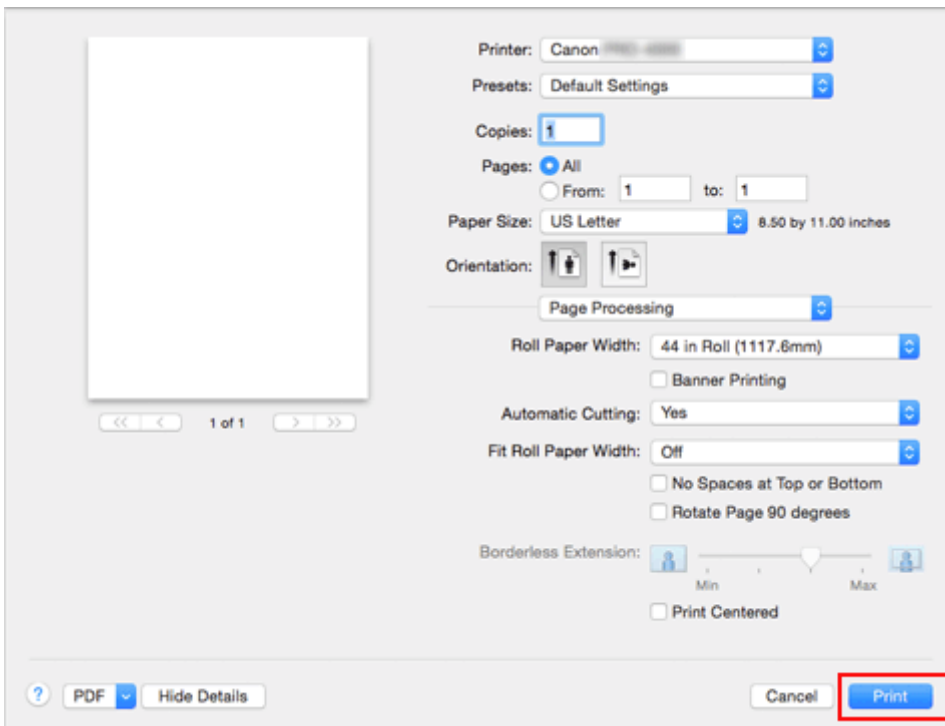 Printer: Canon
Presets: Default Settings
Copies: 1
Pages: All
From: 1 to: 1
Paper Size: US Letter 8.50 by 11.00 inches
Orientation:
Page Processing
Roll Paper Width: 44 in Roll (1117.6mm)
Banner Printing
<< < 1 of 1 > >>
Automatic Cutting: Yes
Fit Roll Paper Width: Off
No Spaces at Top or Bottom
Rotate Page 90 degrees
Borderless Extension:
Min Max
Print Centered
? PDF Hide Details Cancel Print